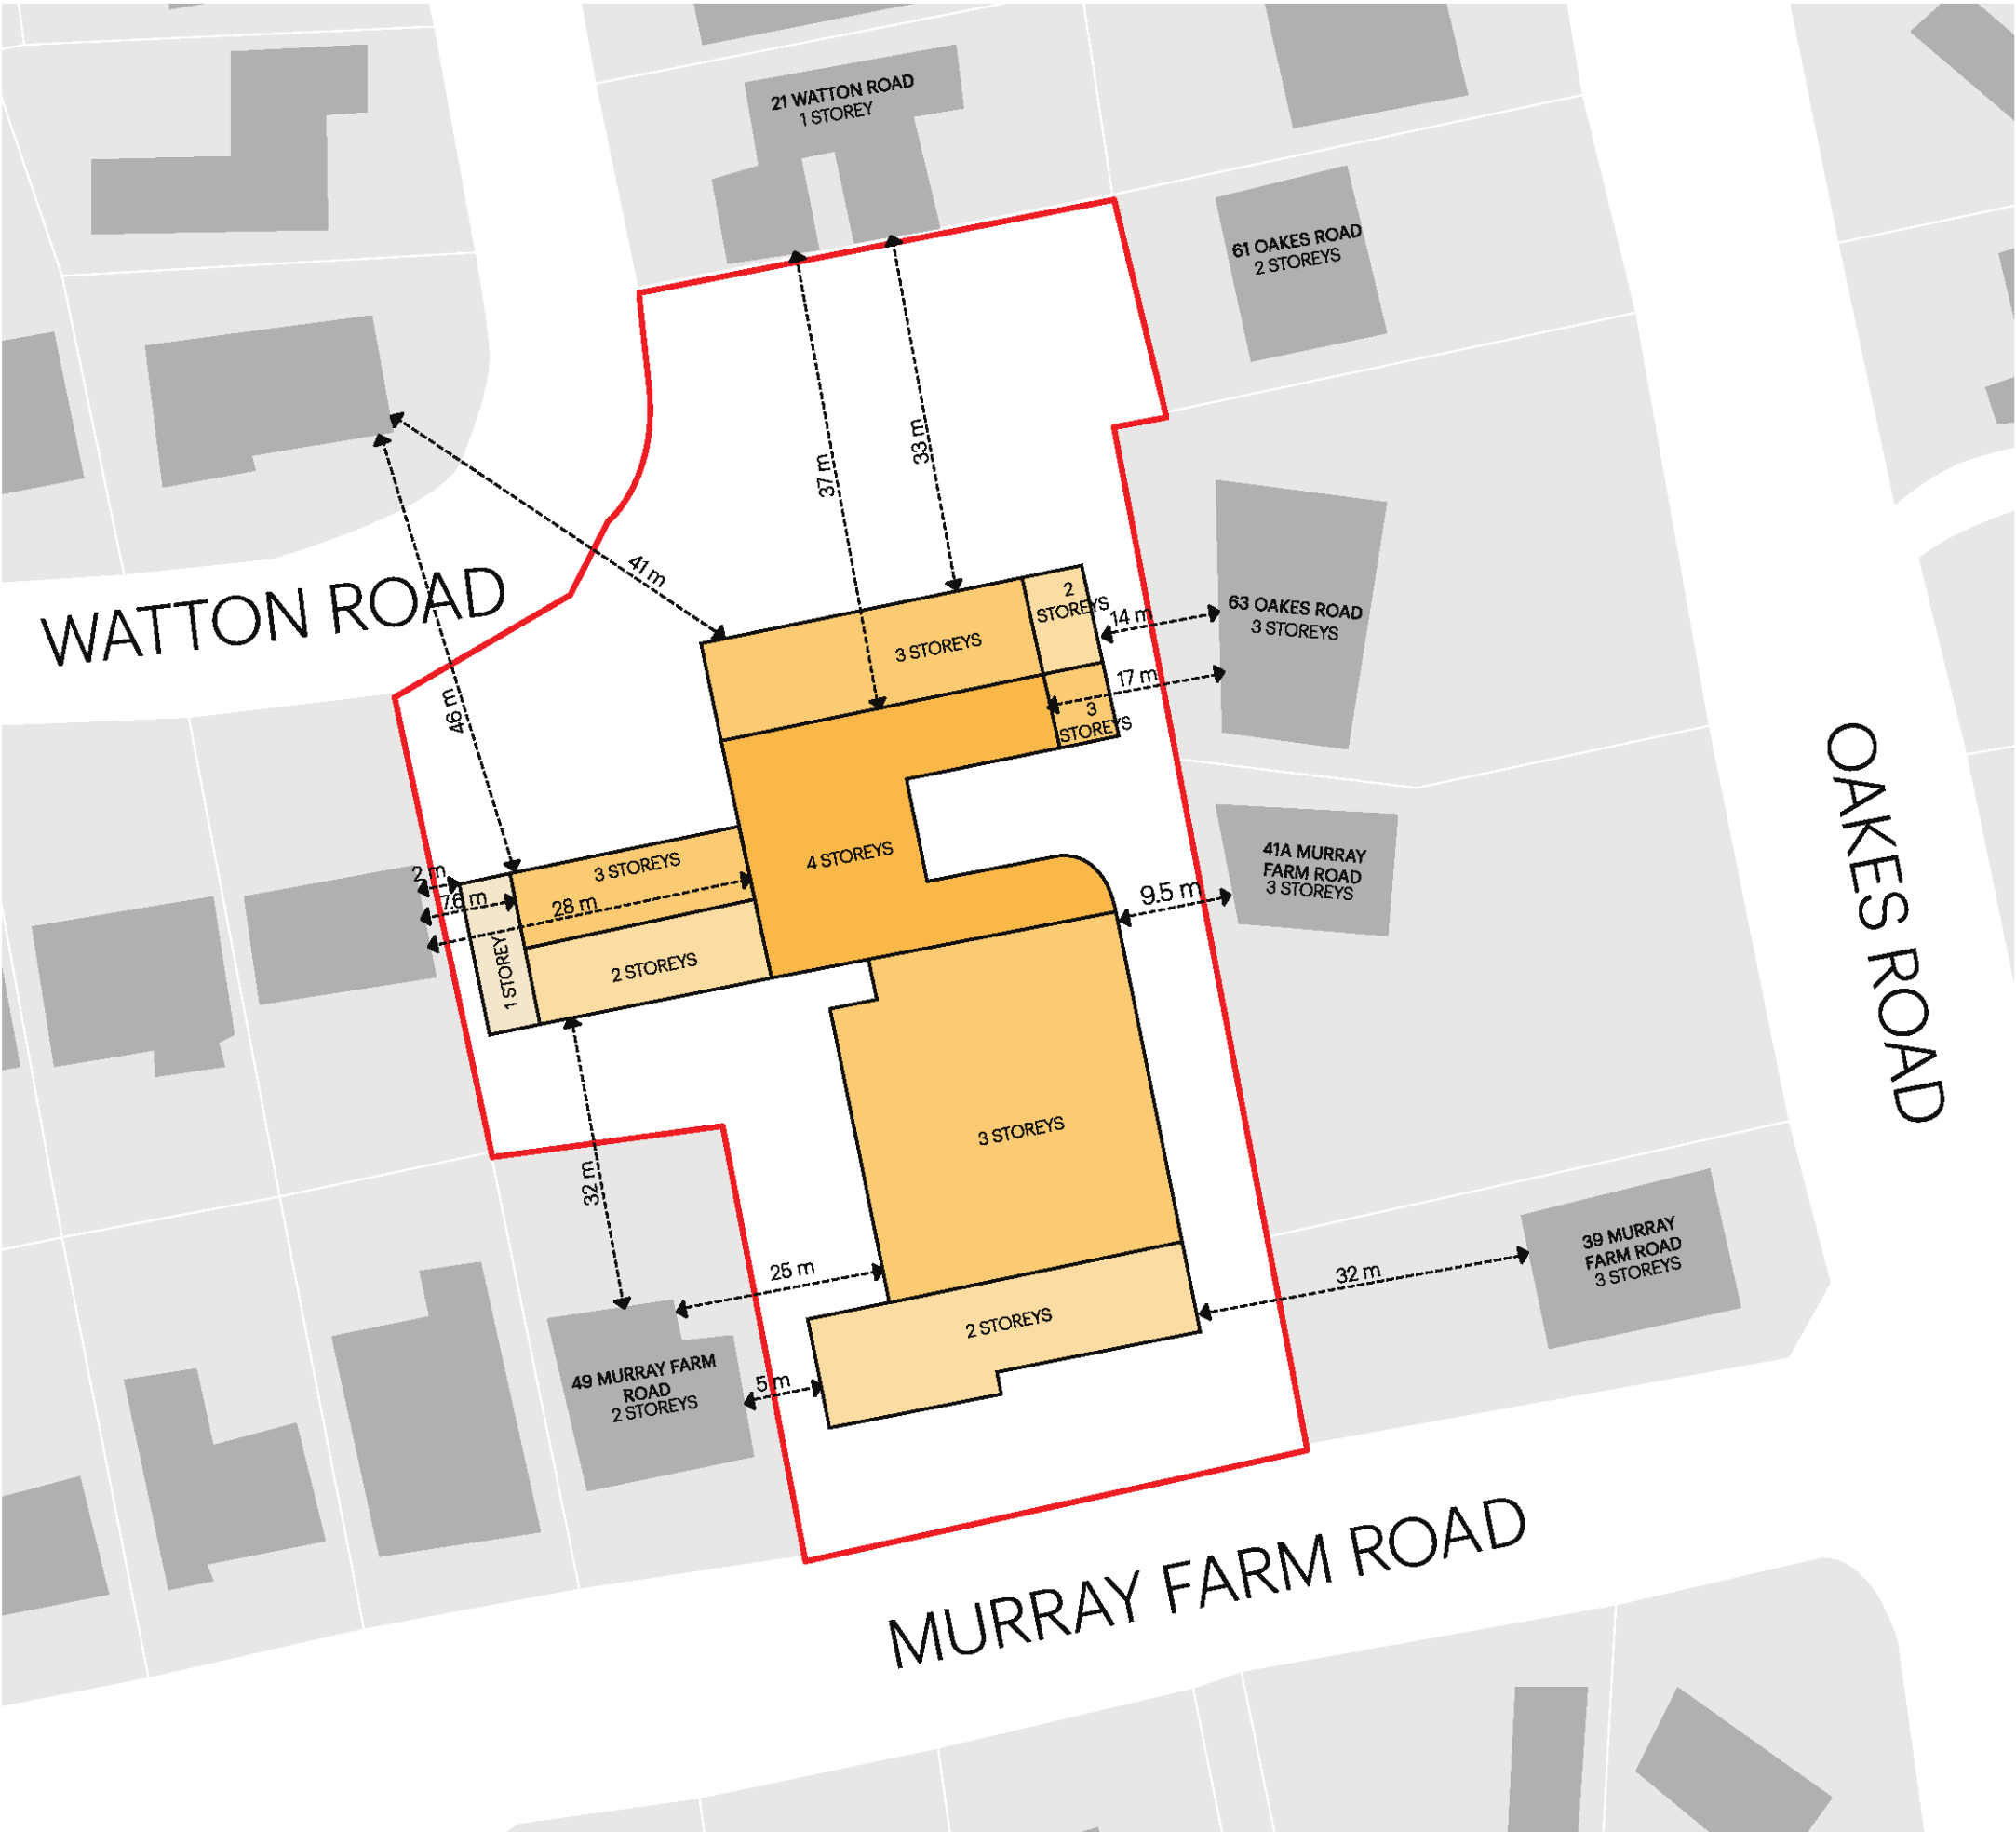 21 WATTON ROAD
1 STOREY
61 OAKES ROAD
2 STOREYS
33 m
37 m
41 m
WATTON ROAD
2
STOREYS
14 m
63 OAKES ROAD
3 STOREYS
3 STOREYS
17 m
3
STOREYS
46 m
OAKES ROAD
4 STOREYS
41A MURRAY
FARM ROAD
3 STOREYS
3 STOREYS
2 m
7.6 m
28 m
9.5 m
1 STOREY
2 STOREYS
3 STOREYS
32 m
25 m
32 m
39 MURRAY
FARM ROAD
3 STOREYS
2 STOREYS
49 MURRAY FARM
ROAD
2 STOREYS
5 m
MURRAY FARM ROAD